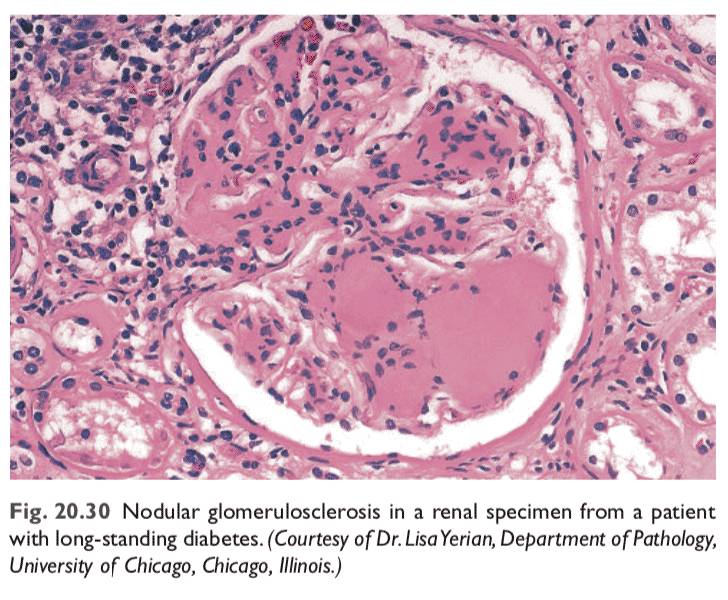 Fig. 20.30 Nodular glomerulosclerosis in a renal specimen from a patient
with long-standing diabetes. (Courtesy of Dr. Lisa Yerian, Department of Pathology,
University of Chicago, Chicago, Illinois.)